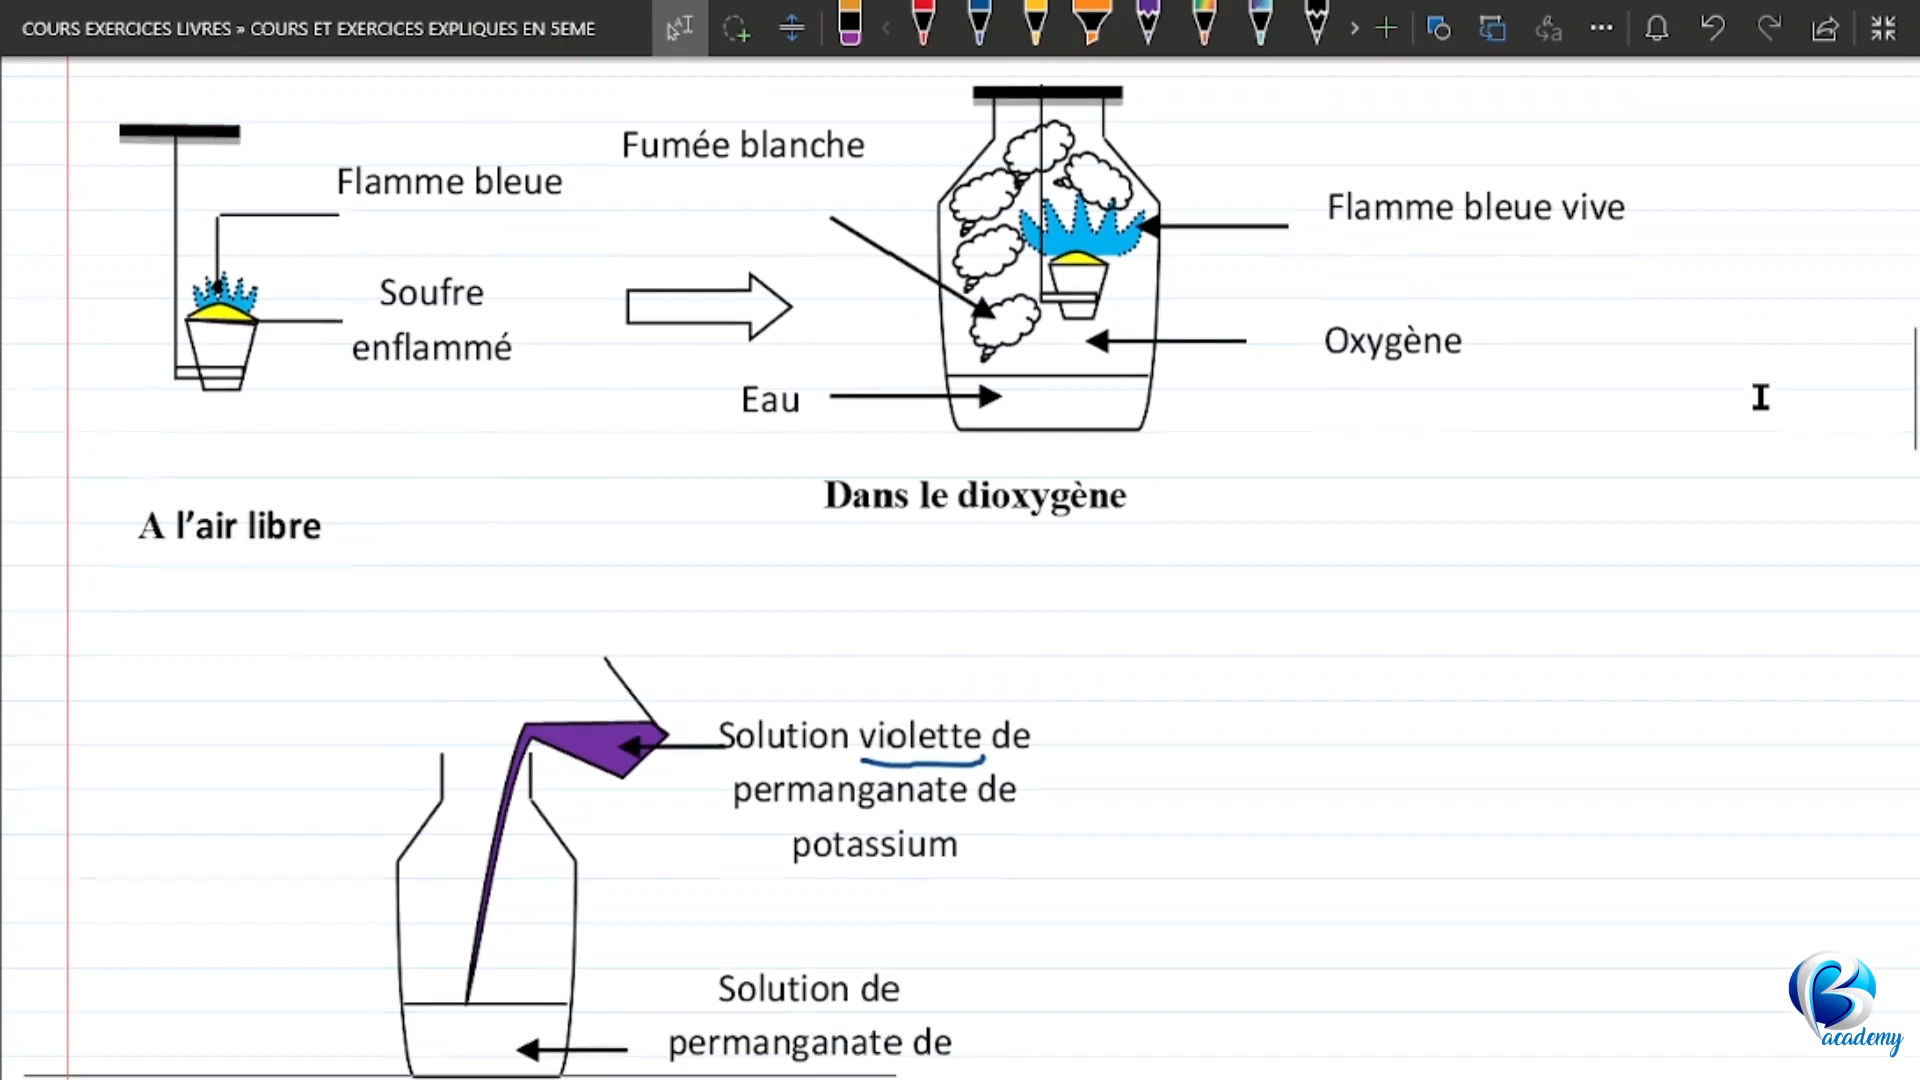 COURS EXERCICES LIVRES » COURS ET EXERCICES EXPLIQUES EN 5EME
Fumée blanche
Flamme bleue
Flamme bleue vive
Soufre
enflammé
Oxygène
Eau
Dans le dioxygène
A l’air libre
Solution violette de
permanganate de
potassium
Solution de
permanganate de
B
academy